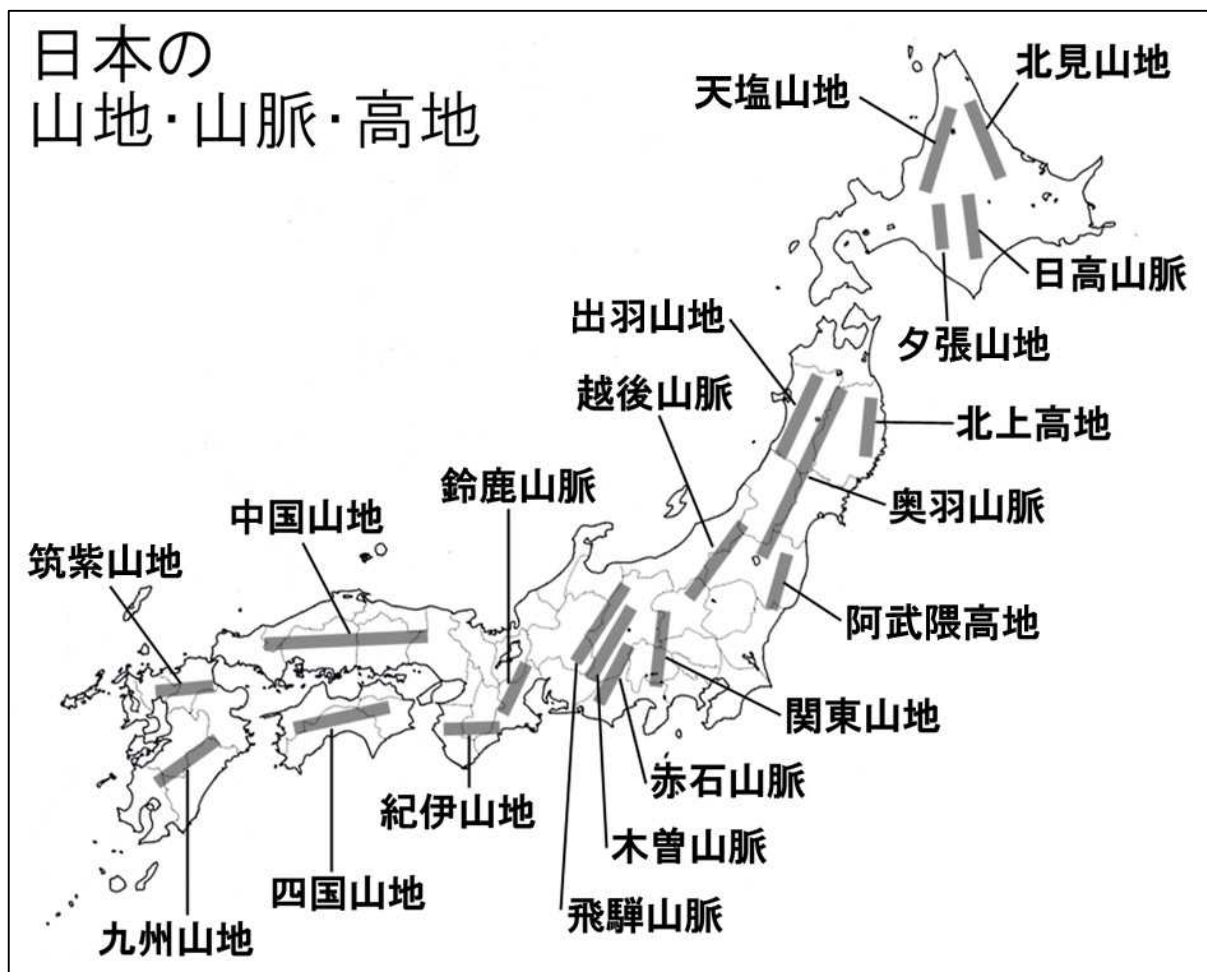 日本の
山地・山脈・高地
北見山地
天塩山地
日高山脈
夕張山地
出羽山地
越後山脈
北上高地
鈴鹿山脈
奥羽山脈
中国山地
筑紫山地
阿武隈高地
関東山地
赤石山脈
紀伊山地
木曽山脈
四国山地
飛騨山脈
九州山地